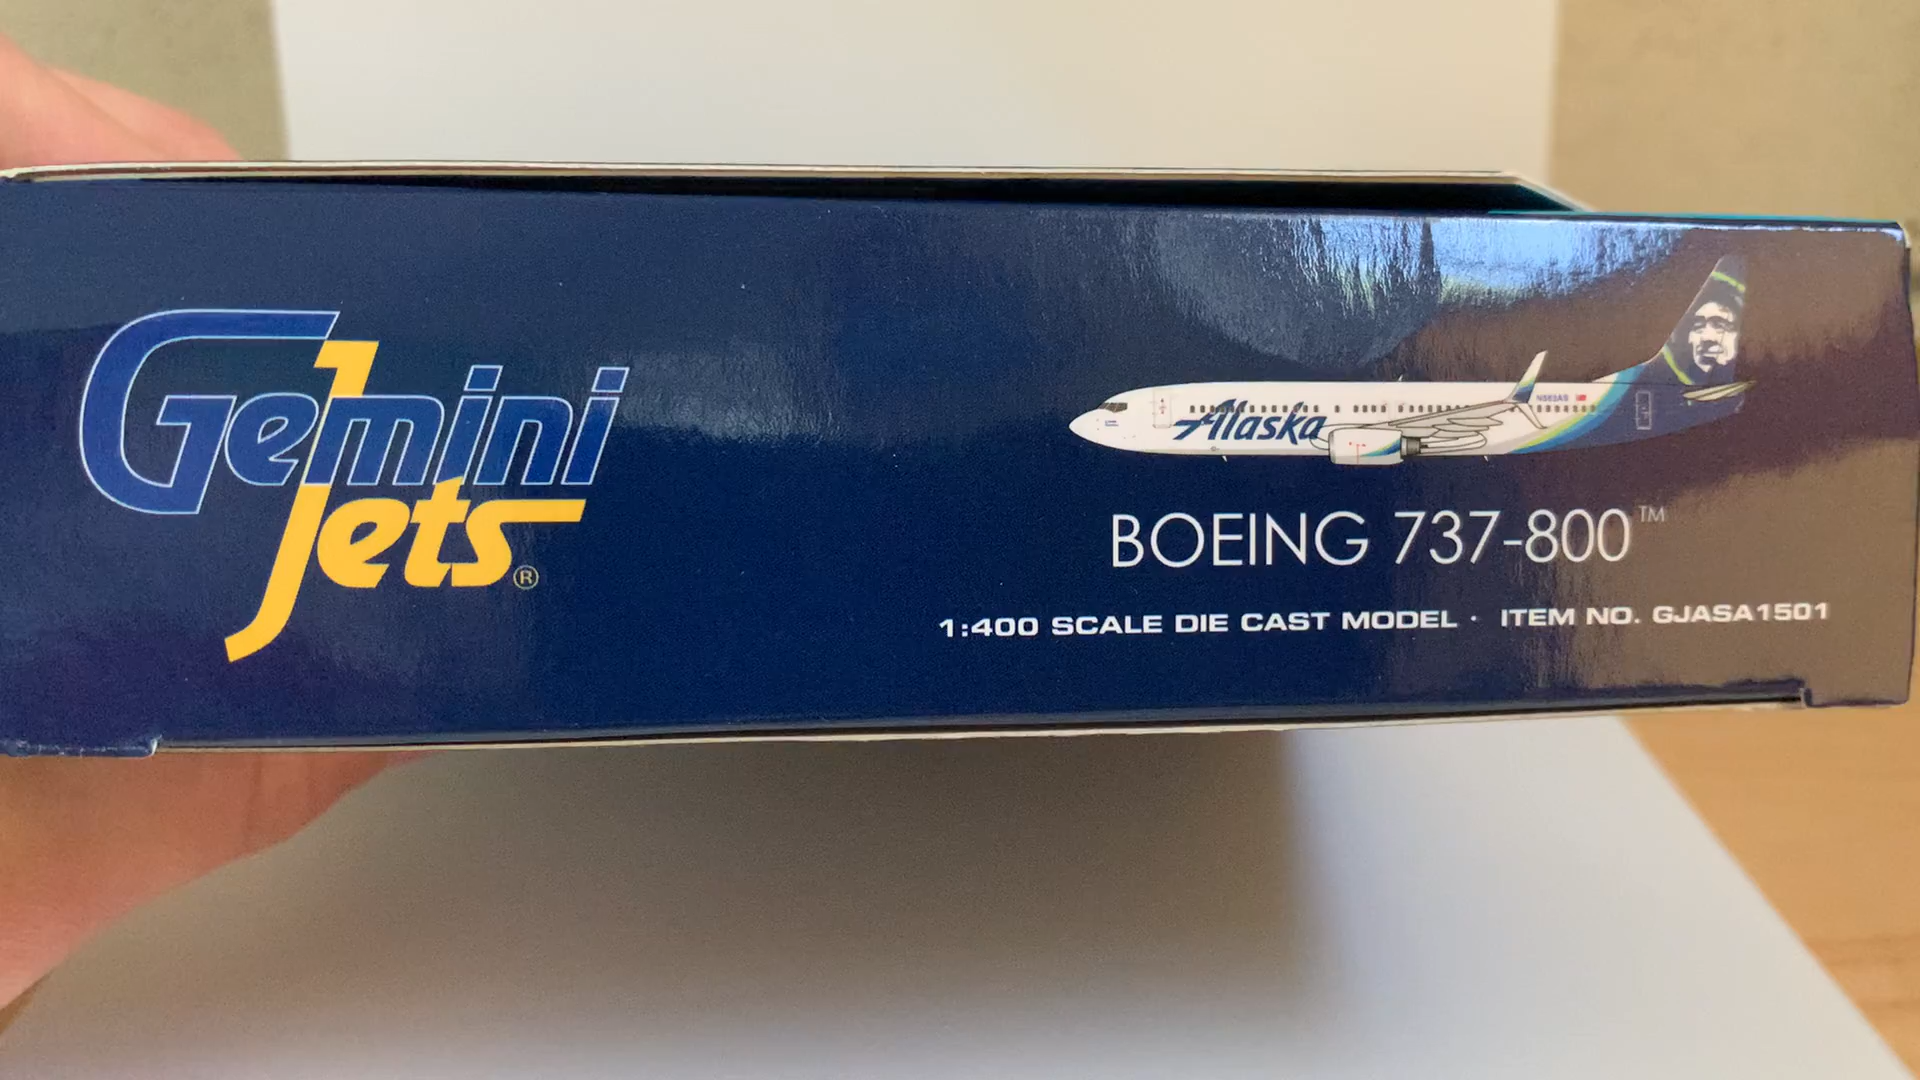 Gemini
Jets®
Alaska
BOEING 737-800™
1:400 SCALE DIE CAST MODEL · ITEM NO. GJASA1501